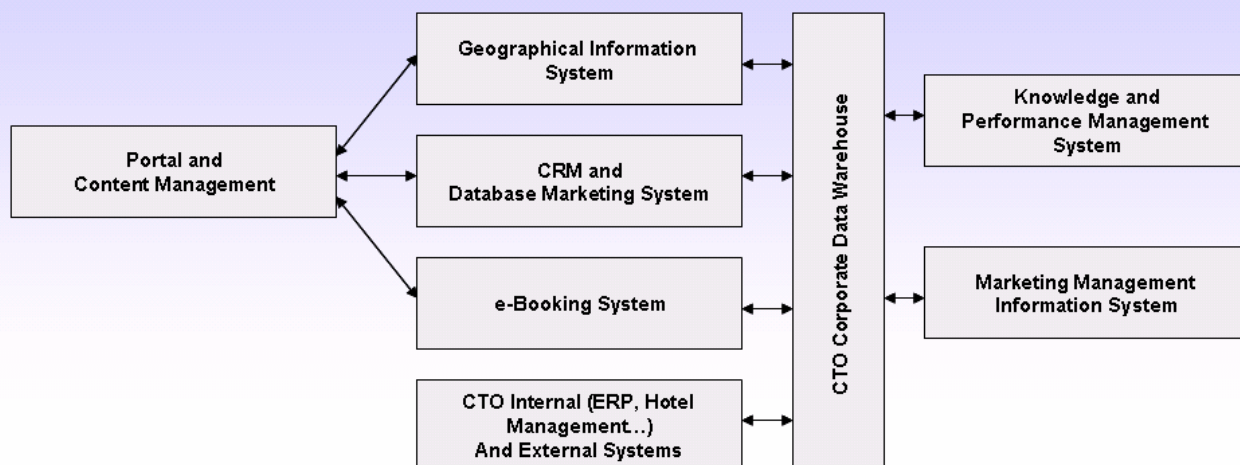 Portal and
Content Management
Geographical Information
System
CRM and
Database Marketing System
e-Booking System
CTO Internal (ERP, Hotel
Management...)
And External Systems
CTO Corporate Data Warehouse
Knowledge and
Performance Management
System
Marketing Management
Information System